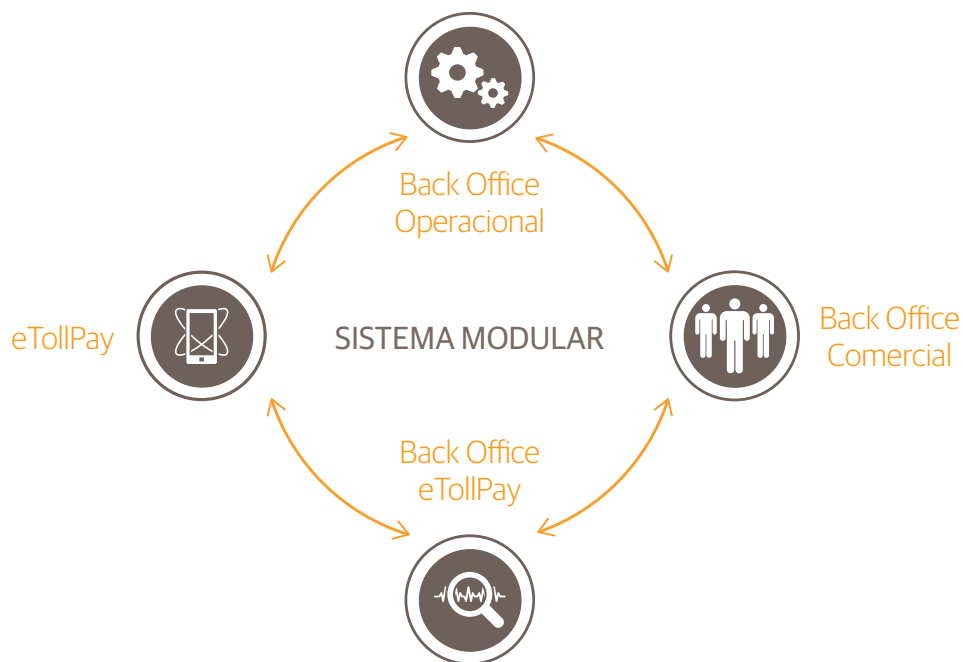 Back Office
Operacional
eTollPay
SISTEMA MODULAR
Back Office
Comercial
Back Office
eTollPay